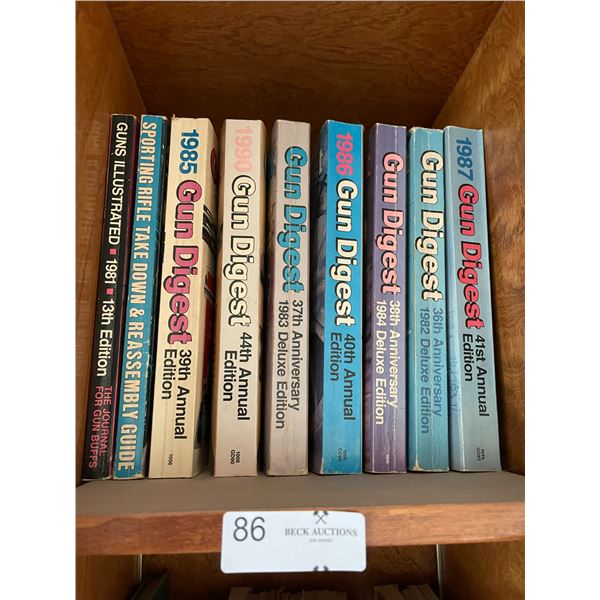 GUNS ILLUSTRATED ■ 1981 ■ 13th Edition
THE JOURNAL
FOR GUN BUFFS
SPORTING RIFLE TAKE DOWN & REASSEMBLY GUIDE
1985 Gun Digest
39th Annual
Edition
1990 Gun Digest
44th Annual
Edition
Gun Digest
37th Anniversary
1983 Deluxe Edition
1986 Gun Digest
40th Annual
Edition
Gun Digest
38th Anniversary
1984 Deluxe Edition
Gun Digest
36th Anniversary
1982 Deluxe Edition
1987 Gun Digest
41st Annual
Edition
86
BECK AUCTIONS